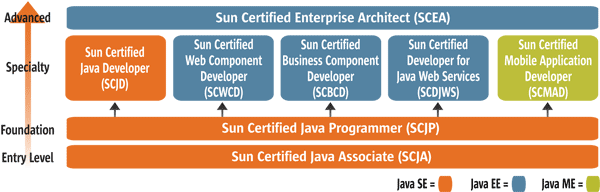 Advanced
Sun Certified Enterprise Architect (SCEA)
Specialty
Sun Certified
Java Developer
(SCJD)
Sun Certified
Web Component
Developer
(SCWCD)
Sun Certified
Business Component
Developer
(SCBCD)
Sun Certified
Developer for
Java Web Services
(SCDJWS)
Sun Certified
Mobile Application
Developer
(SCMAD)
Foundation
Sun Certified Java Programmer (SCJP)
Entry Level
Sun Certified Java Associate (SCJA)
Java SE =
Java EE =
Java ME =